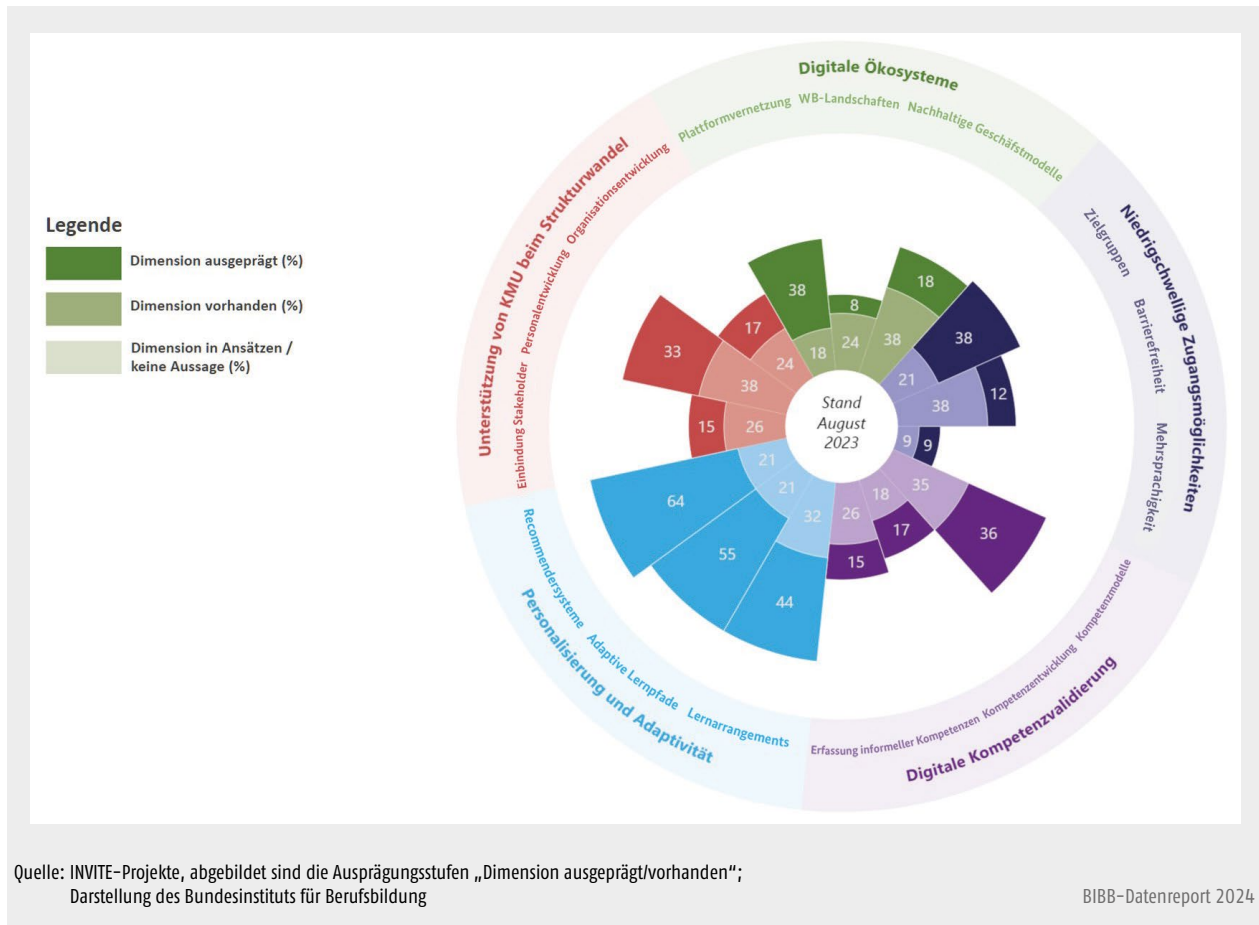 Legende
Dimension ausgeprägt (%)
Dimension vorhanden (%)
Dimension in Ansätzen /
keine Aussage (%)
Digitale Ökosysteme
Plattformvernetzung WB-Landschaften Nachhaltige Geschäfstmodelle
Niedrigschwellige Zugangsmöglichkeiten
Zielgruppen Barrierefreiheit Mehrsprachigkeit
Digitale Kompetenzvalidierung
Erfassung informeller Kompetenzen Kompetenzentwicklung Kompetenzmodelle
Personalisierung und Adaptivität
Recommendersysteme Adaptive Lernpfade Lernarrangements
Unterstützung von KMU beim Strukturwandel
Einbindung Stakeholder Personalentwicklung Organisationsentwicklung
Stand
August
2023
38
18
8
24
18
38
38
21
12
38
9
9
36
35
17
18
15
26
44
32
55
21
64
21
15
26
33
38
17
24
Quelle: INVITE-Projekte, abgebildet sind die Ausprägungsstufen „Dimension ausgeprägt/vorhanden“;
Darstellung des Bundesinstituts für Berufsbildung
BIBB-Datenreport 2024